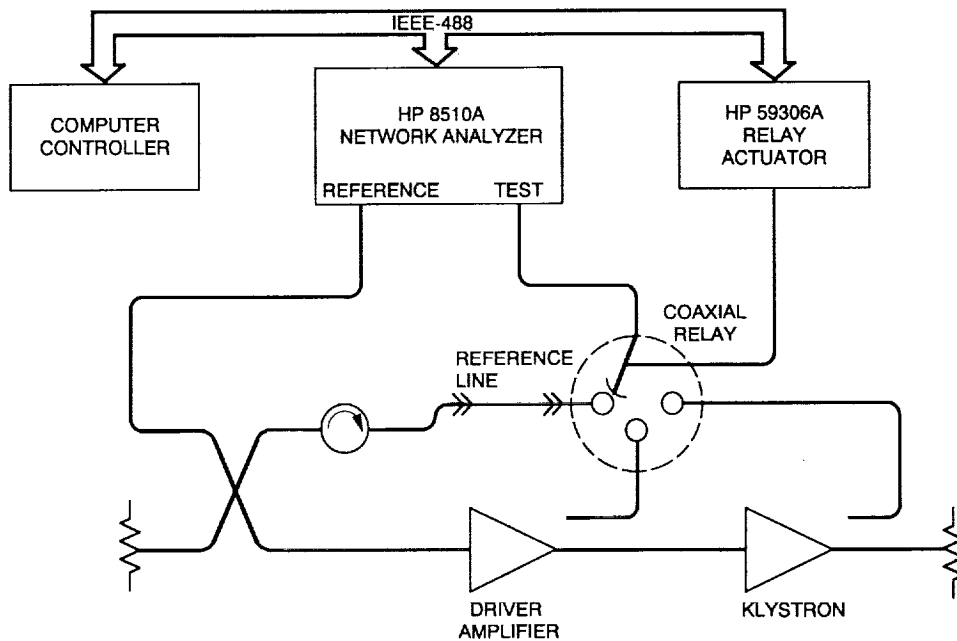 IEEE-488
COMPUTER
CONTROLLER
HP 8510A
NETWORK ANALYZER
REFERENCE TEST
HP 59306A
RELAY
ACTUATOR
COAXIAL
RELAY
REFERENCE
LINE
DRIVER
AMPLIFIER
KLYSTRON